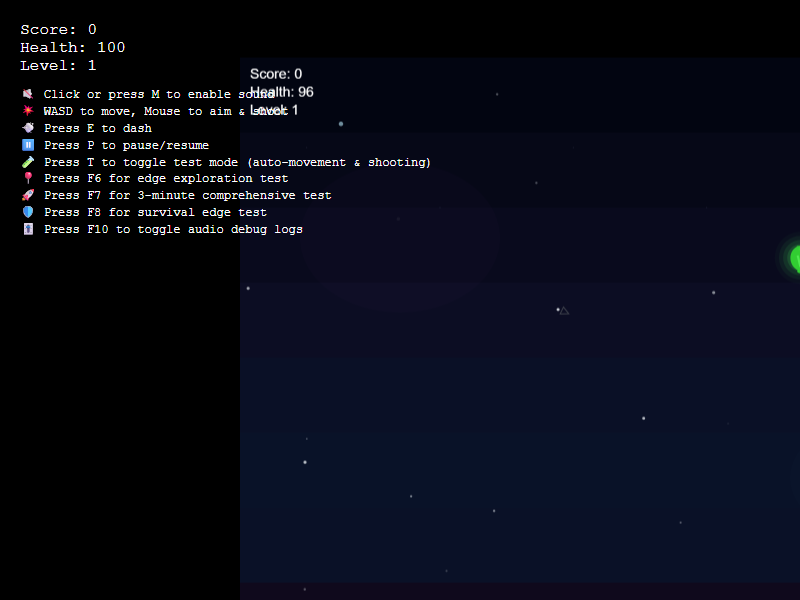 Score: 0
Health: 100
Level: 1
Score: 0
Health: 96
Level: 1
Click or press M to enable sound
WASD to move, Mouse to aim & shoot
Press E to dash
Press P to pause/resume
Press T to toggle test mode (auto-movement & shooting)
Press F6 for edge exploration test
Press F7 for 3-minute comprehensive test
Press F8 for survival edge test
Press F10 to toggle audio debug logs